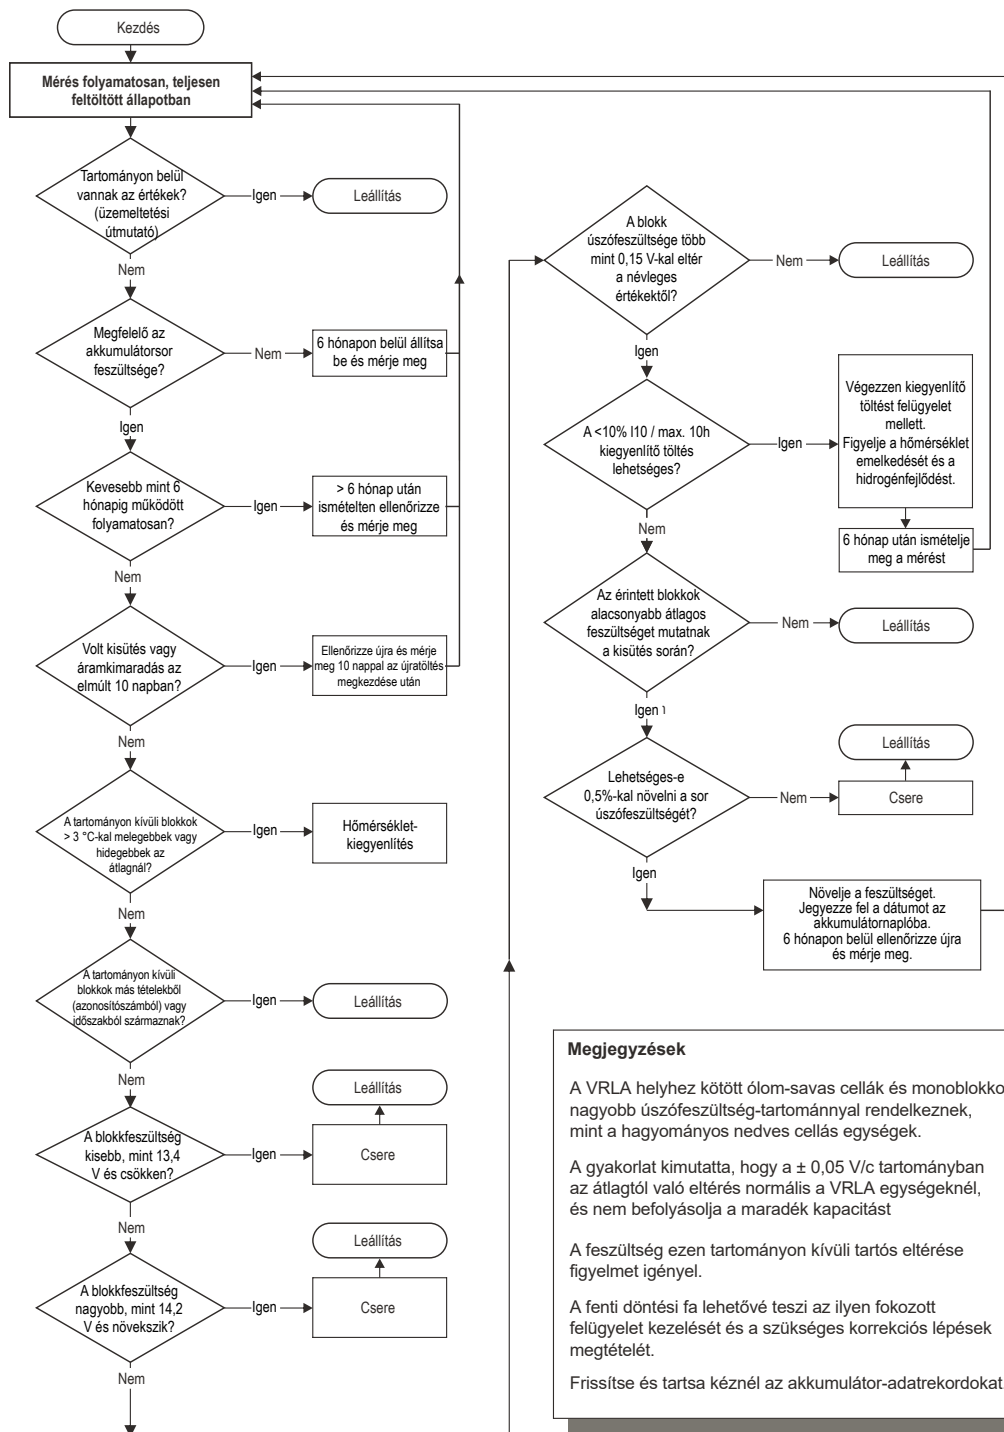 Kezdés
Mérés folyamatosan, teljesen
feltöltött állapotban
Tartományon belül
vannak az értékek?
(üzemeltetési
útmutató)
Igen
Leállítás
Nem
Megfelelő az
akkumulátorsor
feszültsége?
Nem
6 hónapon belül állítsa
be és mérje meg
Igen
Kevesebb mint 6
hónapig működött
folyamatosan?
Igen
> 6 hónap után
ismételten ellenőrizze
és mérje meg
Nem
Volt kisütés vagy
áramkimaradás az
elmúlt 10 napban?
Igen
Ellenőrizze újra és mérje
meg 10 nappal az újratöltés
megkezdése után
Nem
A tartományon kívüli blokkok
> 3 °C-kal melegebbek vagy
hidegebbek az
átlagnál?
Igen
Hőmérséklet-
kiegyenlítés
Nem
A tartományon kívüli
blokkok más tételekből
(azonosítószámból) vagy
időszakból származnak?
Igen
Leállítás
Nem
A blokkfeszültség
kisebb, mint 13,4
V és csökken?
Igen
Csere
Leállítás
Nem
A blokkfeszültség
nagyobb, mint 14,2
V és növekszik?
Igen
Csere
Leállítás
Nem
A blokk
úszófeszültsége több
mint 0,15 V-kal eltér
a névleges
értékektől?
Nem
Leállítás
Igen
A <10% I10 / max. 10h
kiegyenlítő töltés
lehetséges?
Igen
Végezzen kiegyenlítő
töltést felügyelet
mellett.
Figyelje a hőmérséklet
emelkedését és a
hidrogénfejlődést.
6 hónap után ismételje
meg a mérést
Nem
Az érintett blokkok
alacsonyabb átlagos
feszültséget mutatnak
a kisütés során?
Nem
Leállítás
Igen
Lehetséges-e
0,5%-kal növelni a sor
úszófeszültségét?
Nem
Csere
Leállítás
Igen
Növelje a feszültséget.
Jegyezze fel a dátumot az
akkumulátornaplóba.
6 hónapon belül ellenőrizze újra
és mérje meg.
Megjegyzések
A VRLA helyhez kötött ólom-savas cellák és monoblokko
nagyobb úszófeszültség-tartománnyal rendelkeznek,
mint a hagyományos nedves cellás egységek.
A gyakorlat kimutatta, hogy a ± 0,05 V/c tartományban
az átlagtól való eltérés normális a VRLA egységeknél,
és nem befolyásolja a maradék kapacitást
A feszültség ezen tartományon kívüli tartós eltérése
figyelmet igényel.
A fenti döntési fa lehetővé teszi az ilyen fokozott
felügyelet kezelését és a szükséges korrekciós lépések
megtételét.
Frissítse és tartsa kéznél az akkumulátor-adatrekordokat